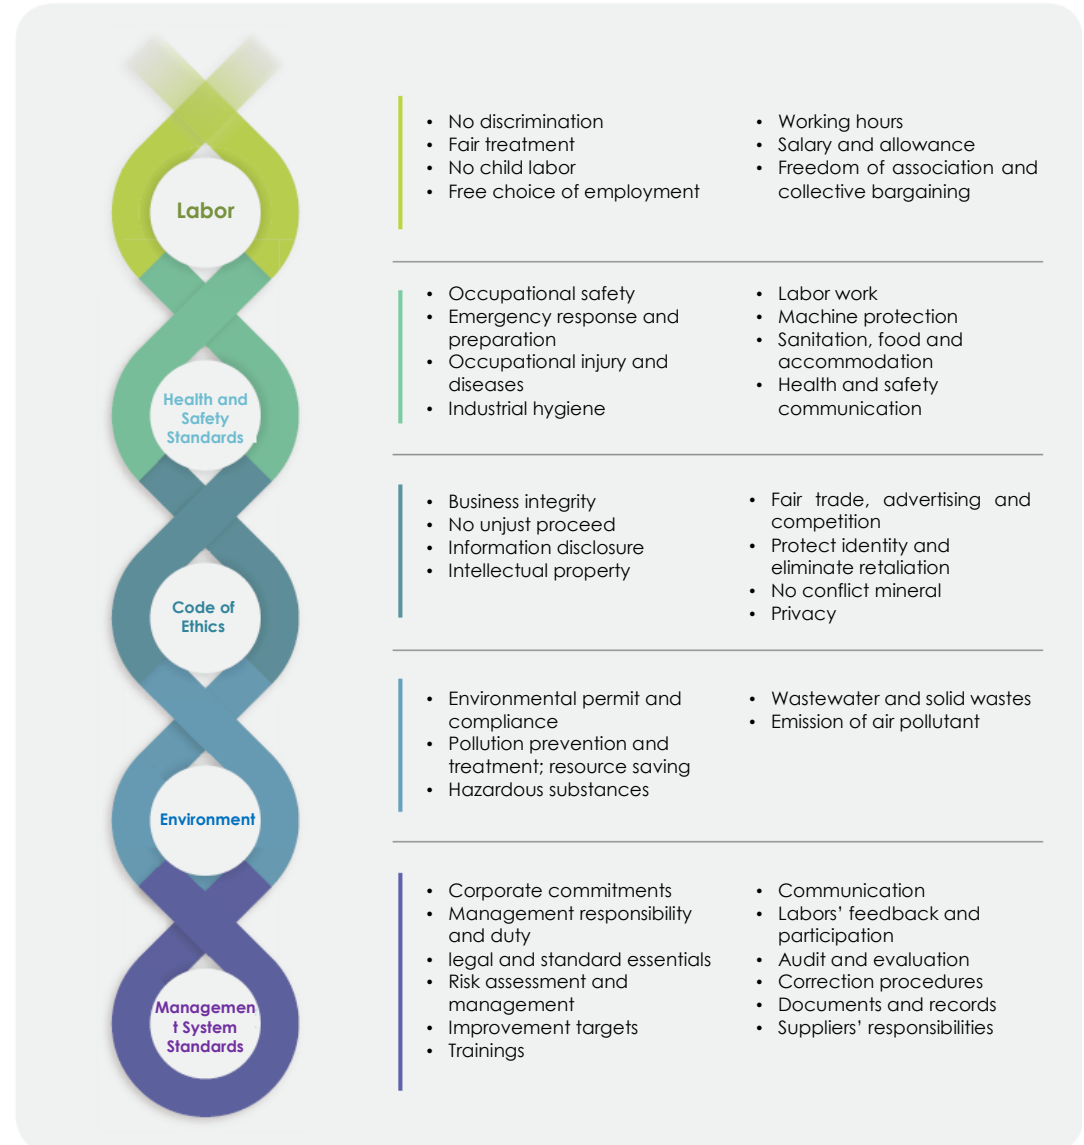 Labor
• No discrimination
• Fair treatment
• No child labor
• Free choice of employment
• Working hours
• Salary and allowance
• Freedom of association and
collective bargaining
Health and
Safety
Standards
• Occupational safety
• Emergency response and
preparation
• Occupational injury and
diseases
• Industrial hygiene
• Labor work
• Machine protection
• Sanitation, food and
accommodation
• Health and safety
communication
Code of
Ethics
• Business integrity
• No unjust proceed
• Information disclosure
• Intellectual property
• Fair trade, advertising and
competition
• Protect identity and
eliminate retaliation
• No conflict mineral
• Privacy
Environment
• Environmental permit and
compliance
• Pollution prevention and
treatment; resource saving
• Hazardous substances
• Wastewater and solid wastes
• Emission of air pollutant
Managemen
t System
Standards
• Corporate commitments
• Management responsibility
and duty
• legal and standard essentials
• Risk assessment and
management
• Improvement targets
• Trainings
• Communication
• Labors’ feedback and
participation
• Audit and evaluation
• Correction procedures
• Documents and records
• Suppliers’ responsibilities